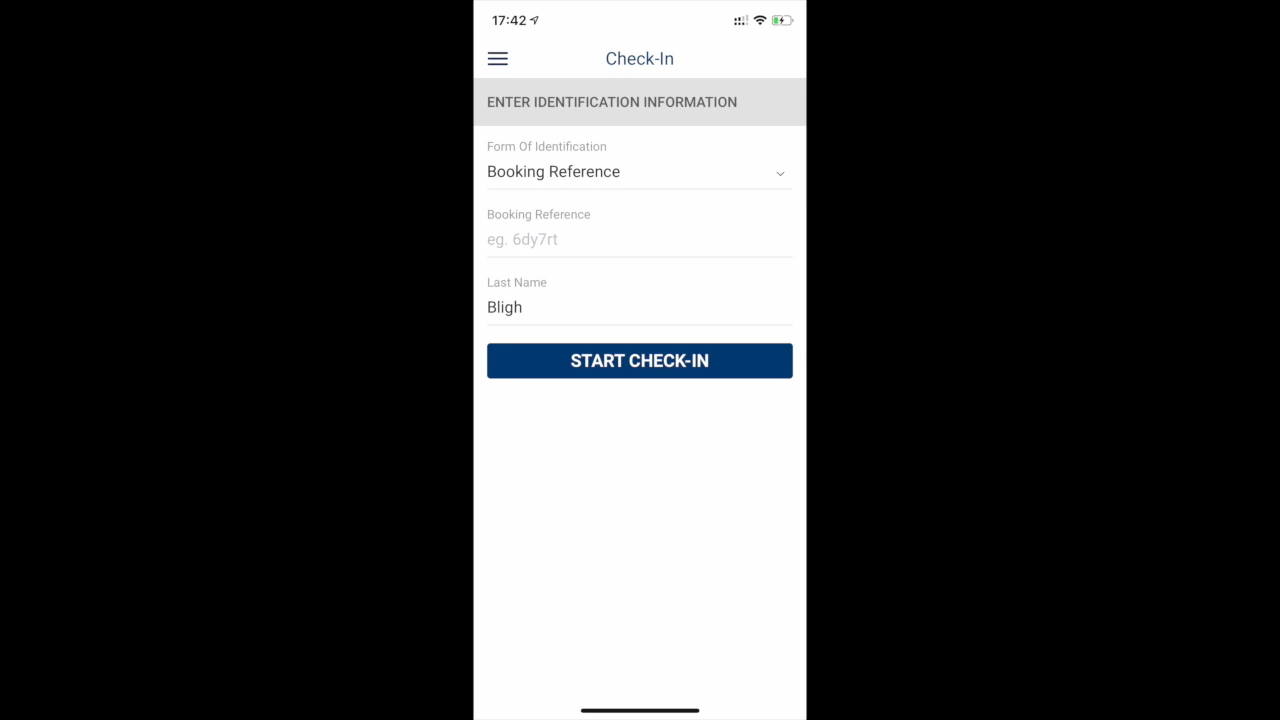 17:42
Check-In
ENTER IDENTIFICATION INFORMATION
Form Of Identification
Booking Reference
Booking Reference
eg. 6dy7rt
Last Name
Bligh
START CHECK-IN